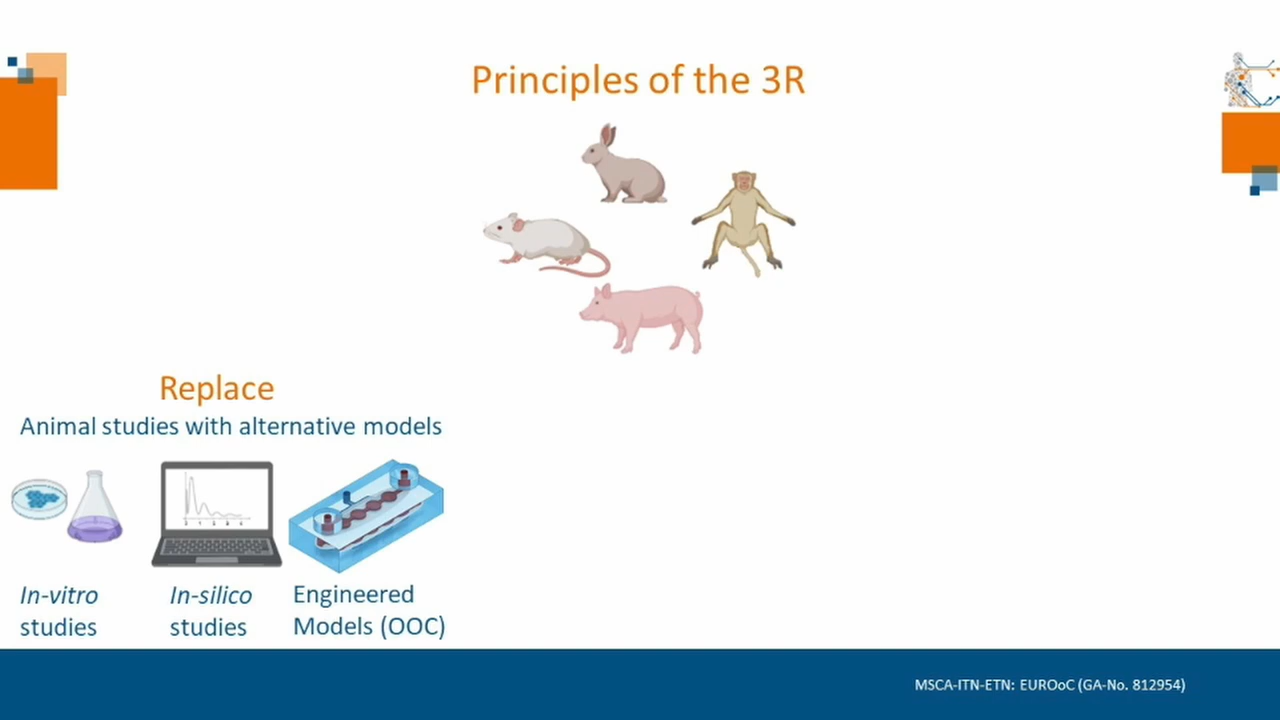 Principles of the 3R
Replace
Animal studies with alternative models
In-vitro
studies
In-silico
studies
Engineered
Models (OOC)
MSCA-ITN-ETN: EUROoC (GA-No. 812954)